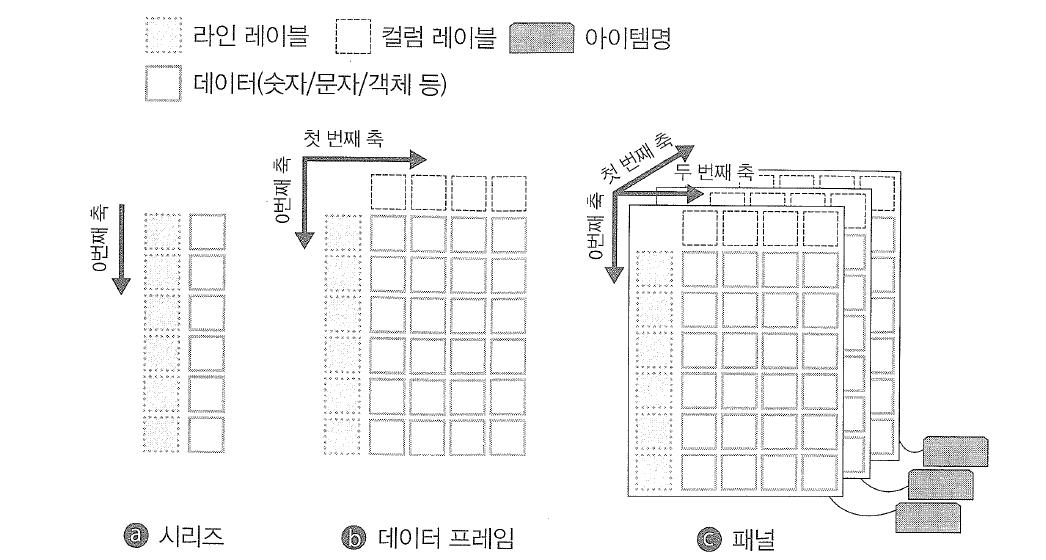 라인 레이블 컬럼 레이블 아이템명
데이터(숫자/문자/객체 등)
0번째 축
첫 번째 축
0번째 축
첫 번째 축
두 번째 축
0번째 축
a 시리즈
b 데이터 프레임
c 패널